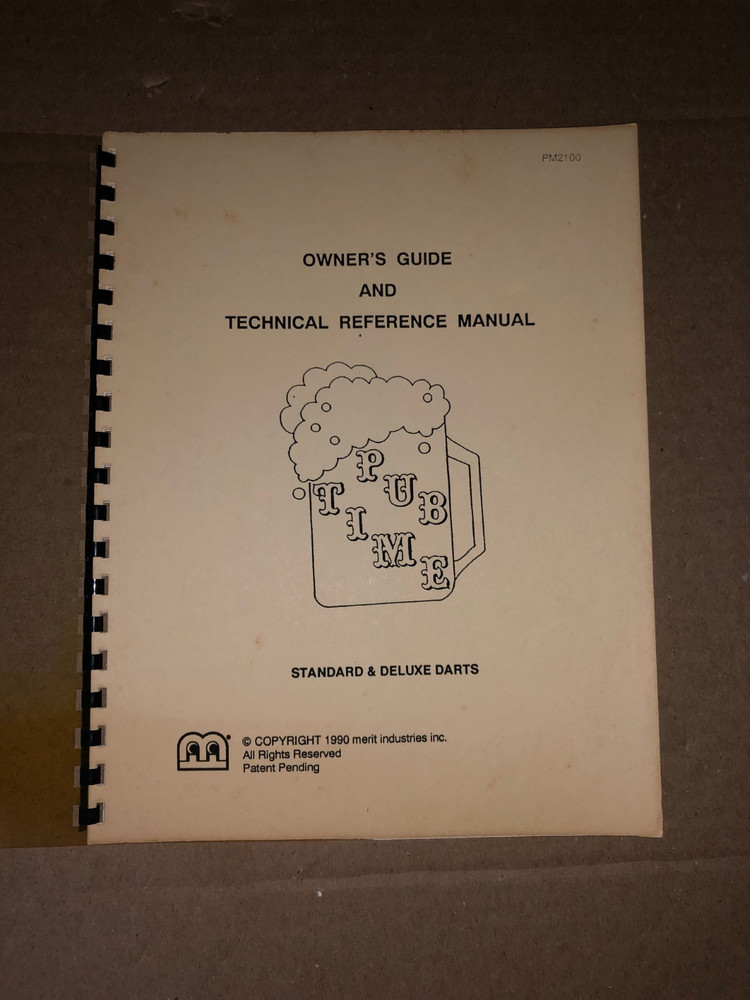 PM2100
OWNER'S GUIDE
AND
TECHNICAL REFERENCE MANUAL
PUB
TIME
STANDARD & DELUXE DARTS
© COPYRIGHT 1990 merit industries inc.
All Rights Reserved
Patent Pending